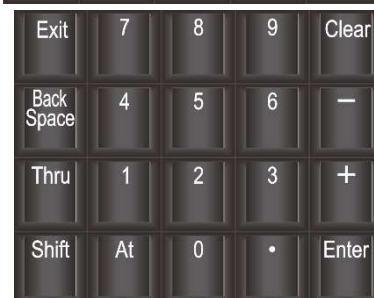 Exit 7 8 9 Clear
Back
Space 4 5 6 −
Thru 1 2 3 +
Shift At 0 • Enter